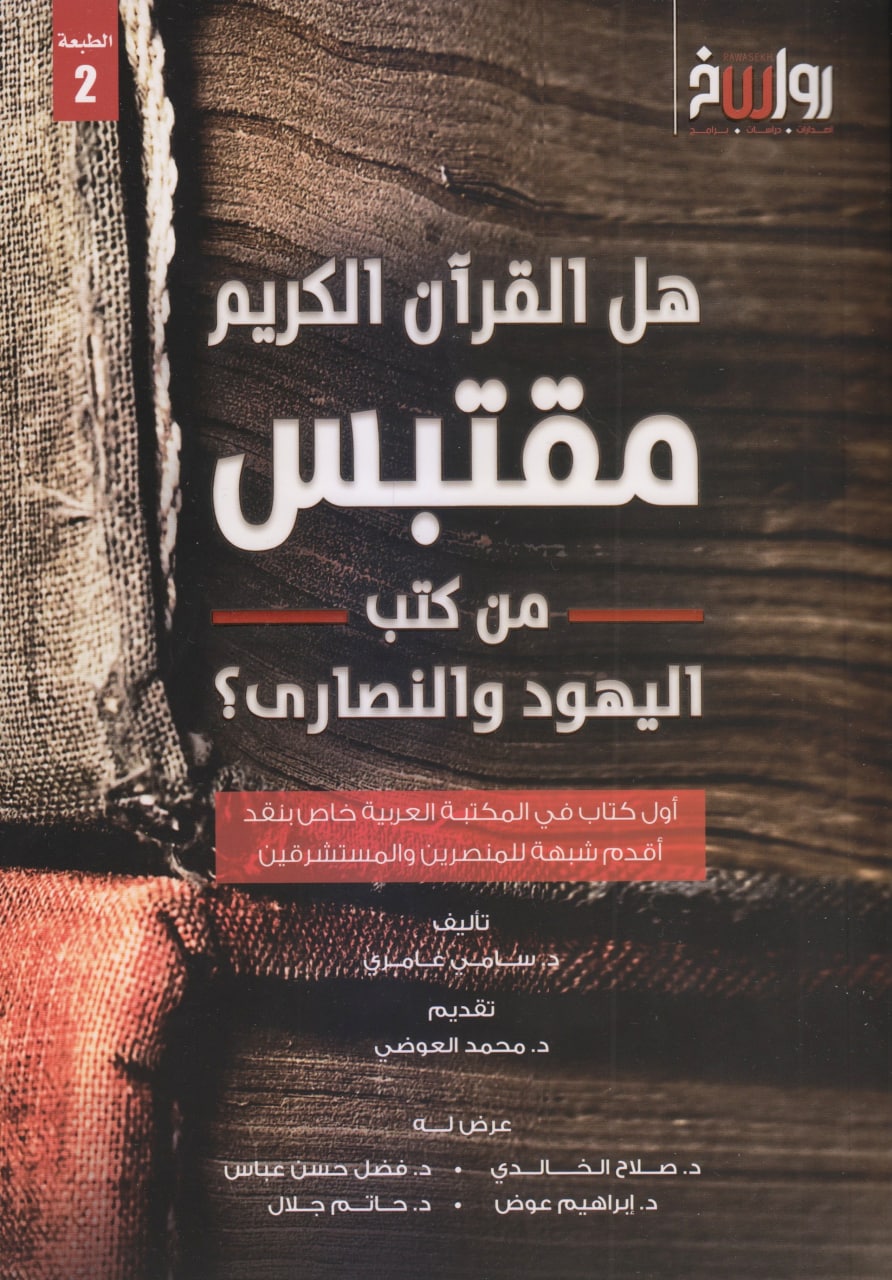 الطبعة
2
رواسخ
RAWASEKH
إصدارات • دراسات • برامج
هل القرآن الكريم
مقتبس
من كتب
اليهود والنصارى؟
أول كتاب في المكتبة العربية خاص بنقد
أقدم شبهة للمنصرين والمستشرقين
تأليف
د. سامي عامري
تقديم
د. محمد العوضي
عرض له
د. صلاح الخالدي • د. فضل حسن عباس
د. إبراهيم عوض • د. حاتم جلال